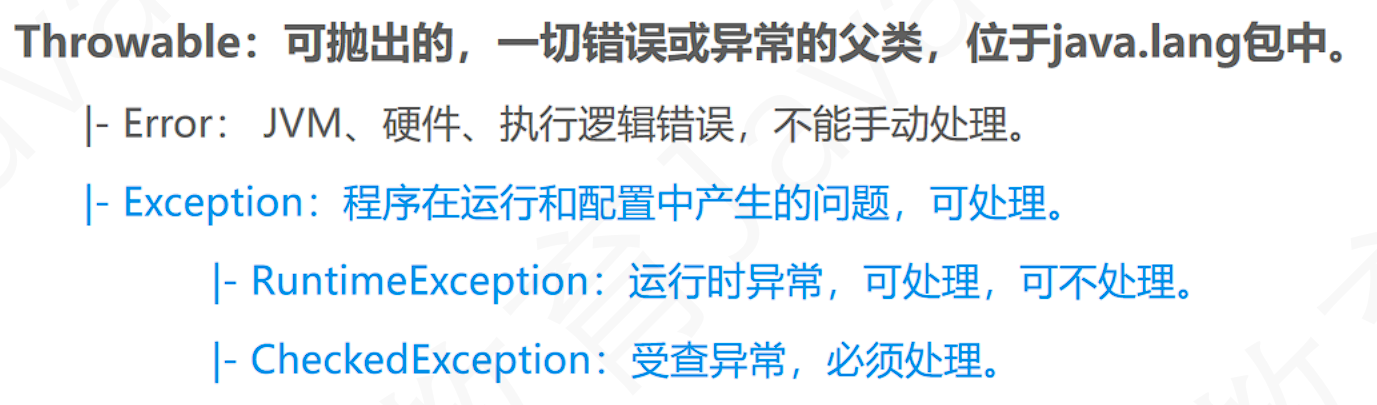 Throwable：可抛出的，一切错误或异常的父类，位于java.lang包中。
|- Error： JVM、硬件、执行逻辑错误，不能手动处理。
|- Exception：程序在运行和配置中产生的问题，可处理。
|- RuntimeException：运行时异常，可处理，可不处理。
|- CheckedException：受查异常，必须处理。